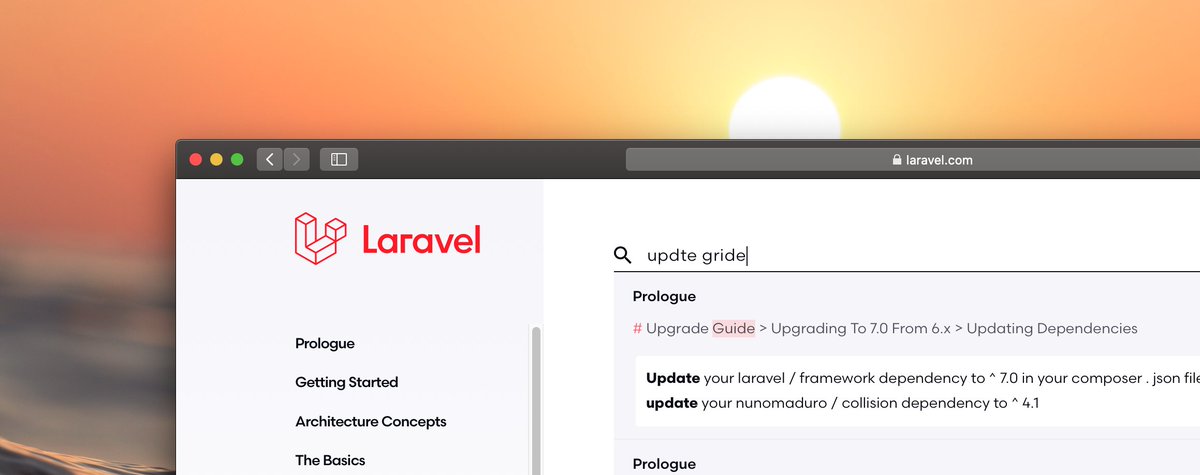 laravel.com
Laravel
updte gride
Prologue
# Upgrade Guide > Upgrading To 7.0 From 6.x > Updating Dependencies
Update your laravel / framework dependency to ^ 7.0 in your composer . json file
update your nunomaduro / collision dependency to ^ 4.1
Prologue
Prologue
Getting Started
Architecture Concepts
The Basics